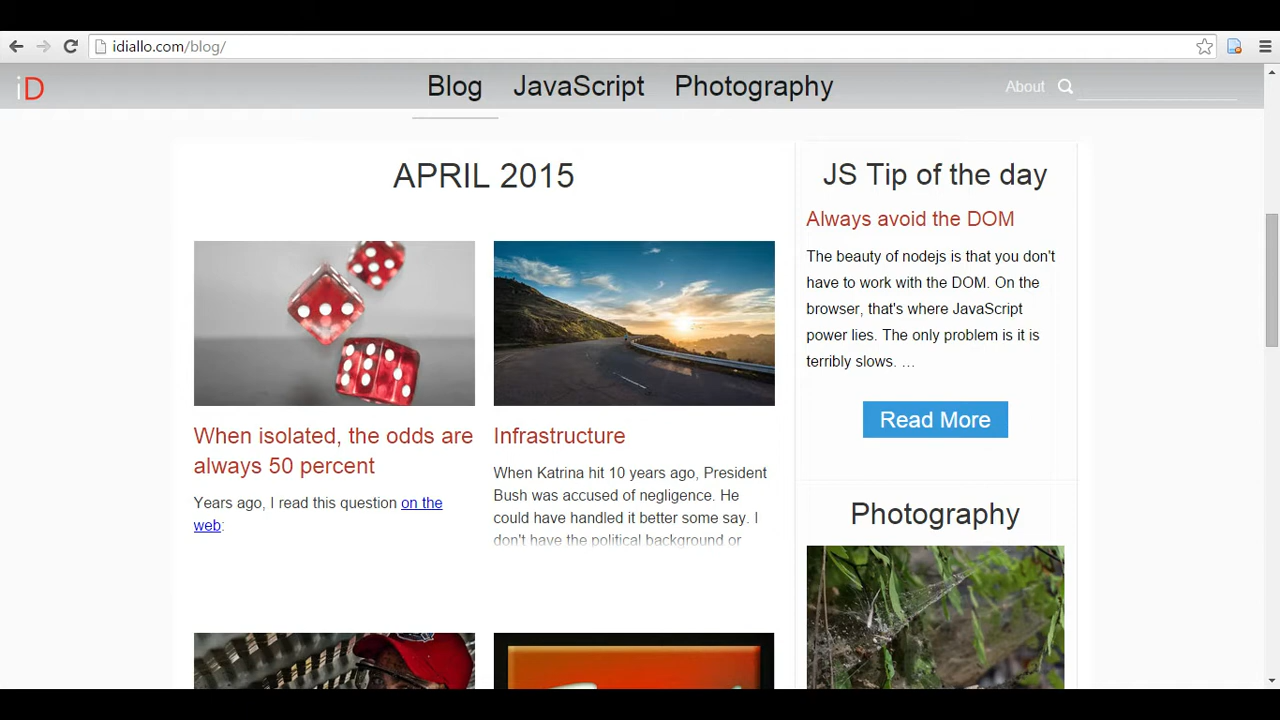 idiallo.com/blog/
iD
Blog
JavaScript
Photography
About
APRIL 2015
When isolated, the odds are
always 50 percent
Years ago, I read this question on the
web:
Infrastructure
When Katrina hit 10 years ago, President
Bush was accused of negligence. He
could have handled it better some say. I
don't have the political background or
JS Tip of the day
Always avoid the DOM
The beauty of nodejs is that you don't
have to work with the DOM. On the
browser, that's where JavaScript
power lies. The only problem is it is
terribly slows. …
Read More
Photography